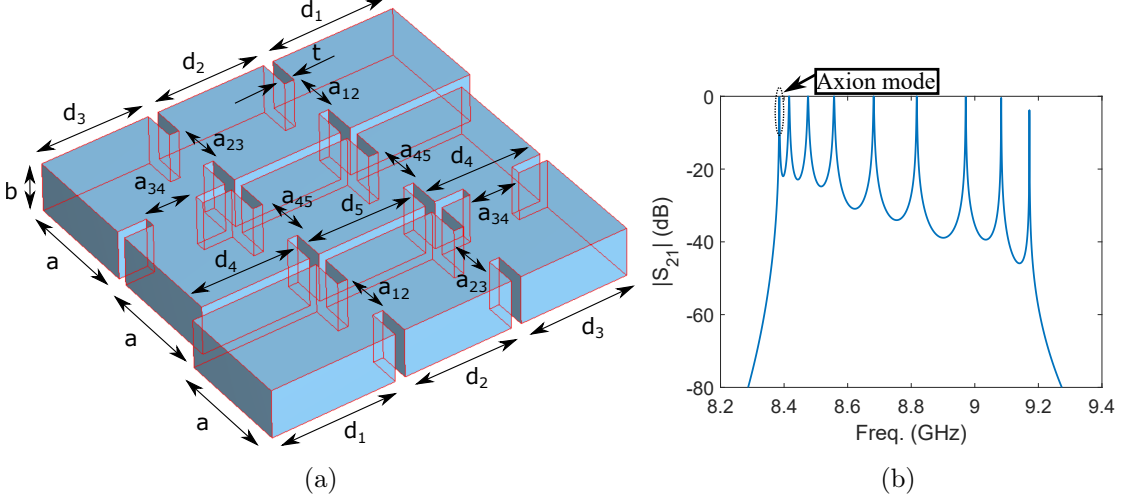 d₁
d₂
t
d₃
a₁₂
a₂₃
a₄₅
d₄
b
a₃₄
a₄₅
d₅
a₃₄
a
d₄
a₁₂
a₂₃
a
d₃
d₂
a
d₁
(a)
Axion mode
0
-20
-40
-60
-80
|S₂₁| (dB)
8.2 8.4 8.6 8.8 9 9.2 9.4
Freq. (GHz)
(b)